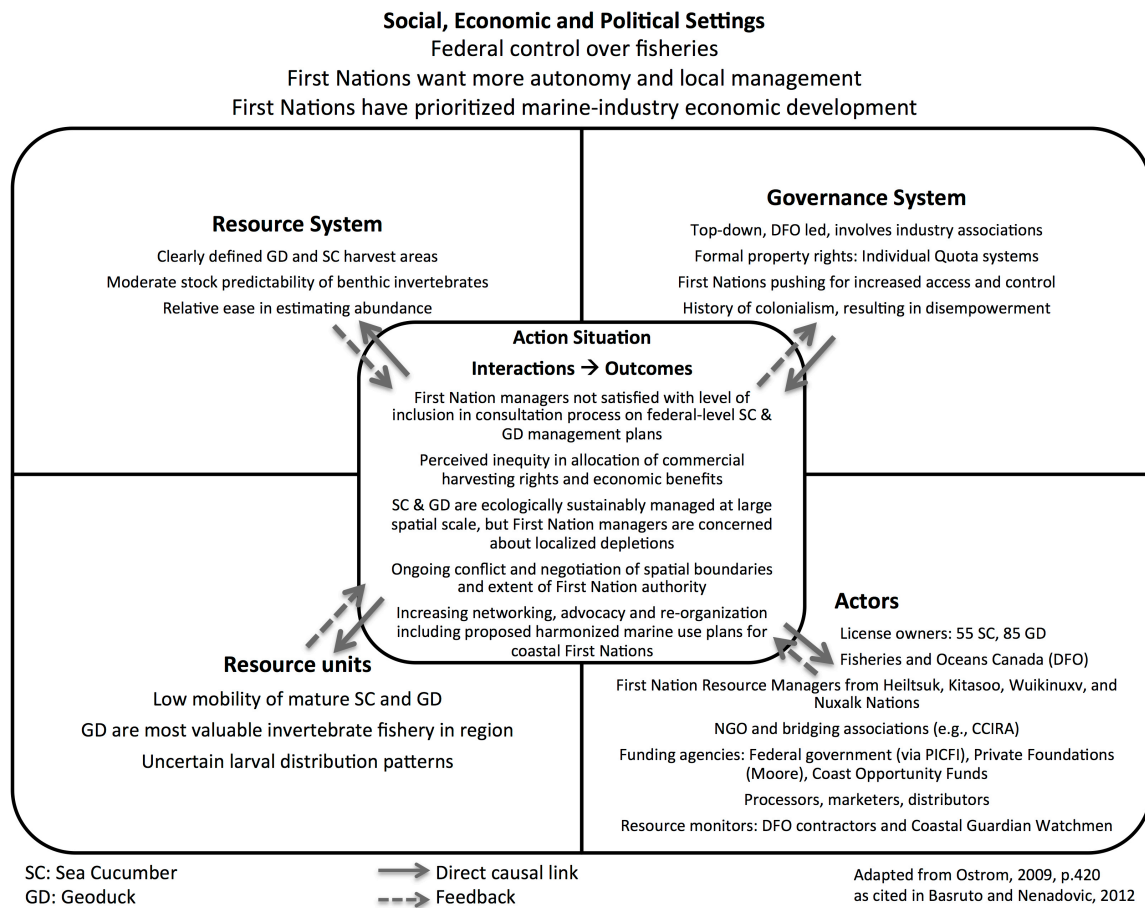 Social, Economic and Political Settings
Federal control over fisheries
First Nations want more autonomy and local management
First Nations have prioritized marine-industry economic development
Resource System
Clearly defined GD and SC harvest areas
Moderate stock predictability of benthic invertebrates
Relative ease in estimating abundance
Governance System
Top-down, DFO led, involves industry associations
Formal property rights: Individual Quota systems
First Nations pushing for increased access and control
History of colonialism, resulting in disempowerment
Action Situation
Interactions → Outcomes
First Nation managers not satisfied with level of
inclusion in consultation process on federal-level SC &
GD management plans
Perceived inequity in allocation of commercial
harvesting rights and economic benefits
SC & GD are ecologically sustainably managed at large
spatial scale, but First Nation managers are concerned
about localized depletions
Ongoing conflict and negotiation of spatial boundaries
and extent of First Nation authority
Increasing networking, advocacy and re-organization
including proposed harmonized marine use plans for
coastal First Nations
Resource units
Low mobility of mature SC and GD
GD are most valuable invertebrate fishery in region
Uncertain larval distribution patterns
Actors
License owners: 55 SC, 85 GD
Fisheries and Oceans Canada (DFO)
First Nation Resource Managers from Heiltsuk, Kitasoo, Wuikinuxv, and
Nuxalk Nations
NGO and bridging associations (e.g., CCIRA)
Funding agencies: Federal government (via PICFI), Private Foundations
(Moore), Coast Opportunity Funds
Processors, marketers, distributors
Resource monitors: DFO contractors and Coastal Guardian Watchmen
SC: Sea Cucumber
GD: Geoduck
Direct causal link
Feedback
Adapted from Ostrom, 2009, p.420
as cited in Basruto and Nenadovic, 2012